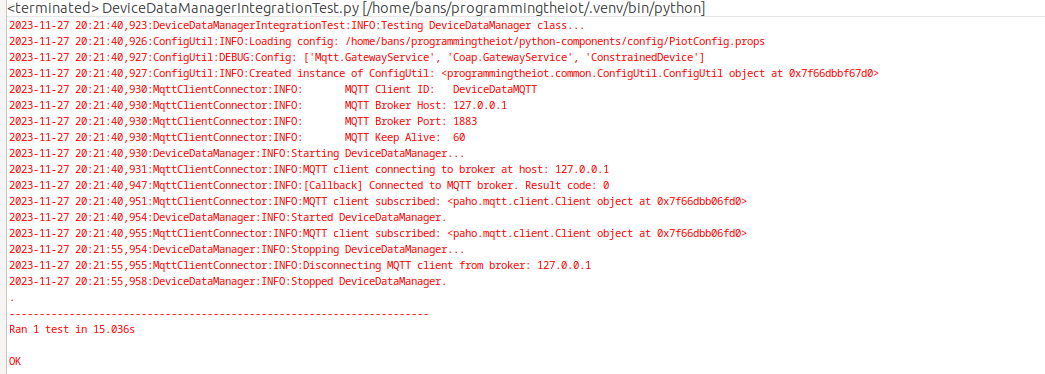 <terminated> DeviceDataManagerIntegrationTest.py [/home/bans/programmingtheiot/.venv/bin/python]
2023-11-27 20:21:40,923:DeviceDataManagerIntegrationTest:INFO:Testing DeviceDataManager class...
2023-11-27 20:21:40,926:ConfigUtil:INFO:Loading config: /home/bans/programmingtheiot/python-components/config/PiotConfig.props
2023-11-27 20:21:40,927:ConfigUtil:DEBUG:Config: ['Mqtt.GatewayService', 'Coap.GatewayService', 'ConstrainedDevice']
2023-11-27 20:21:40,927:ConfigUtil:INFO:Created instance of ConfigUtil: <programmingtheiot.common.ConfigUtil.ConfigUtil object at 0x7f66dbbf67d0>
2023-11-27 20:21:40,930:MqttClientConnector:INFO:	MQTT Client ID:   DeviceDataMQTT
2023-11-27 20:21:40,930:MqttClientConnector:INFO:	MQTT Broker Host: 127.0.0.1
2023-11-27 20:21:40,930:MqttClientConnector:INFO:	MQTT Broker Port: 1883
2023-11-27 20:21:40,930:MqttClientConnector:INFO:	MQTT Keep Alive:  60
2023-11-27 20:21:40,930:DeviceDataManager:INFO:Starting DeviceDataManager...
2023-11-27 20:21:40,931:MqttClientConnector:INFO:MQTT client connecting to broker at host: 127.0.0.1
2023-11-27 20:21:40,947:MqttClientConnector:INFO:[Callback] Connected to MQTT broker. Result code: 0
2023-11-27 20:21:40,951:MqttClientConnector:INFO:MQTT client subscribed: <paho.mqtt.client.Client object at 0x7f66dbb06fd0>
2023-11-27 20:21:40,954:DeviceDataManager:INFO:Started DeviceDataManager.
2023-11-27 20:21:40,955:MqttClientConnector:INFO:MQTT client subscribed: <paho.mqtt.client.Client object at 0x7f66dbb06fd0>
2023-11-27 20:21:55,954:DeviceDataManager:INFO:Stopping DeviceDataManager...
2023-11-27 20:21:55,955:MqttClientConnector:INFO:Disconnecting MQTT client from broker: 127.0.0.1
2023-11-27 20:21:55,958:DeviceDataManager:INFO:Stopped DeviceDataManager.
.
----------------------------------------------------------------------
Ran 1 test in 15.036s
OK